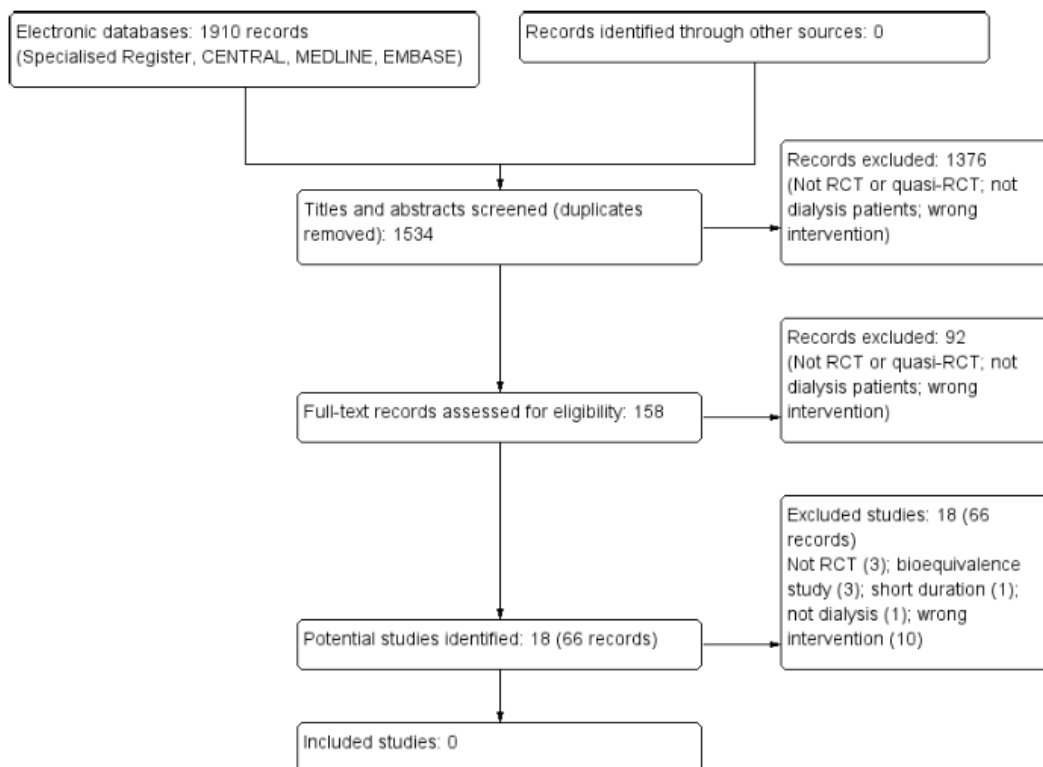 Electronic databases: 1910 records
(Specialised Register, CENTRAL, MEDLINE, EMBASE)
Records identified through other sources: 0
Records excluded: 1376
(Not RCT or quasi-RCT; not
dialysis patients; wrong
intervention)
Titles and abstracts screened (duplicates
removed): 1534
Records excluded: 92
(Not RCT or quasi-RCT; not
dialysis patients; wrong
intervention)
Full-text records assessed for eligibility: 158
Excluded studies: 18 (66
records)
Not RCT (3); bioequivalence
study (3); short duration (1);
not dialysis (1); wrong
intervention (10)
Potential studies identified: 18 (66 records)
Included studies: 0